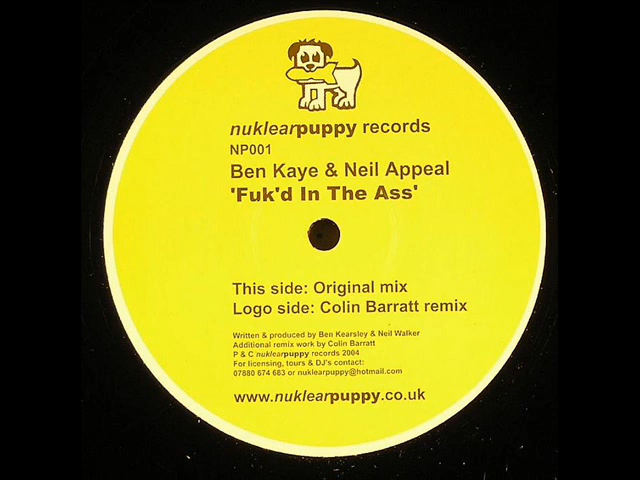 nuklearpuppy records
NP001
Ben Kaye & Neil Appeal
'Fuk'd In The Ass'
This side: Original mix
Logo side: Colin Barratt remix
Written & produced by Ben Kearsley & Neil Walker
Additional remix work by Colin Barratt
P & C nuklearpuppy records 2004
For licensing, tours & DJ's contact:
07880 674 683 or nuklearpuppy@hotmail.com
www.nuklearpuppy.co.uk